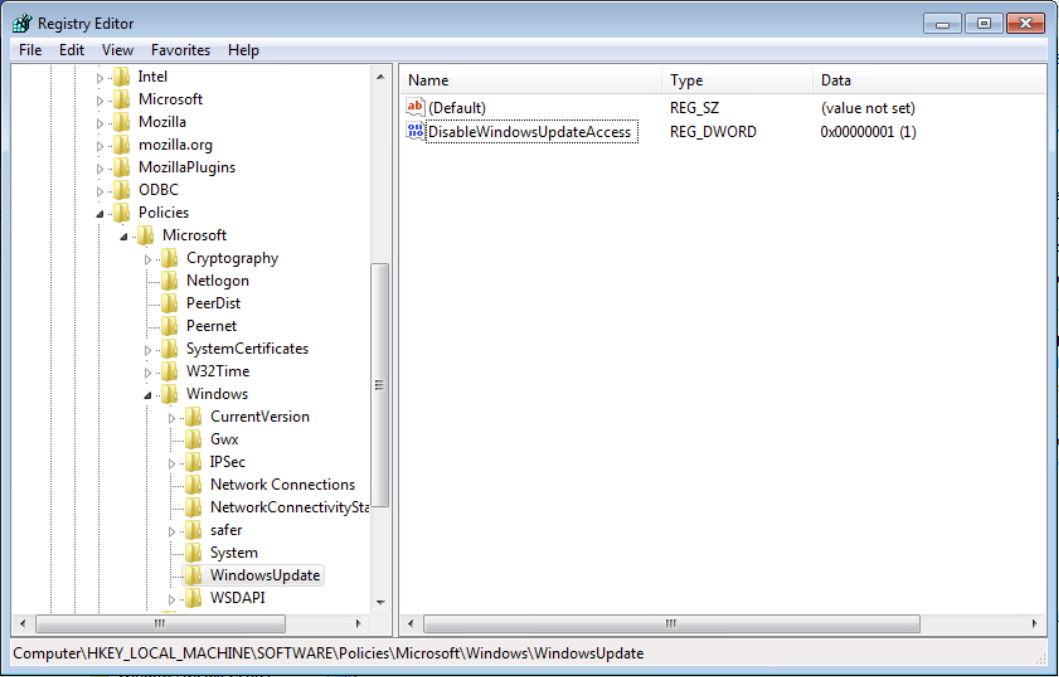 Registry Editor
File Edit View Favorites Help
Intel
Microsoft
Mozilla
mozilla.org
MozillaPlugins
ODBC
Policies
Microsoft
Cryptography
Netlogon
PeerDist
Peernet
SystemCertificates
W32Time
Windows
CurrentVersion
Gwx
IPSec
Network Connections
NetworkConnectivitySta
safer
System
WindowsUpdate
WSDAPI
Name Type Data
(Default) REG_SZ (value not set)
DisableWindowsUpdateAccess REG_DWORD 0x00000001 (1)
Computer\HKEY_LOCAL_MACHINE\SOFTWARE\Policies\Microsoft\Windows\WindowsUpdate